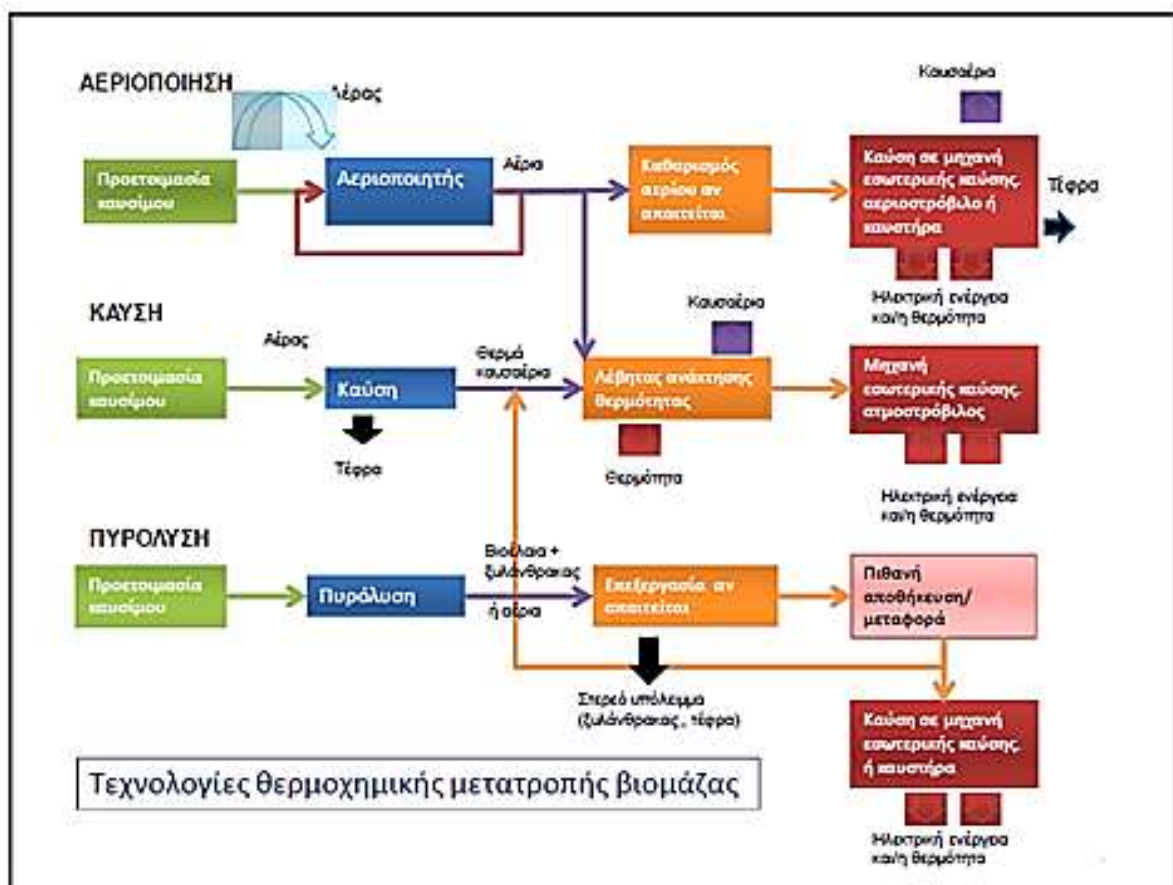 ΑΕΡΙΟΠΟΙΗΣΗ
Αέρας
Καυσαέρια
Προετοιμασία
καυσίμου
Αεριοποιητής
Αέρια
Καθαρισμός
αερίου αν
απαιτείται
Καύση σε μηχανή
εσωτερικής καύσης,
αεριοστρόβιλο ή
καυστήρα
Τέφρα
Ηλεκτρική ενέργεια
και/η θερμότητα
ΚΑΥΣΗ
Αέρας
Καυσαέρια
Προετοιμασία
καυσίμου
Καύση
Θερμά
καυσαέρια
Λέβητας ανάκτησης
θερμότητας
Μηχανή
εσωτερικής καύσης,
ατμοστρόβιλος
Τέφρα
Θερμότητα
Ηλεκτρική ενέργεια
και/η θερμότητα
ΠΥΡΟΛΥΣΗ
Προετοιμασία
καυσίμου
Πυρόλυση
Βιοέλαια +
ξυλάνθρακας
ή αέρια
Επεξεργασία αν
απαιτείται
Πιθανή
αποθήκευση/
μεταφορά
Στερεό υπόλειμμα
(ξυλάνθρακας , τέφρα)
Καύση σε μηχανή
εσωτερικής καύσης,
ή καυστήρα
Ηλεκτρική ενέργεια
και/η θερμότητα
Τεχνολογίες θερμοχημικής μετατροπής βιομάζας